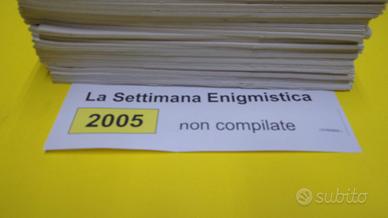 La Settimana Enigmistica
2005 non compilate
subito